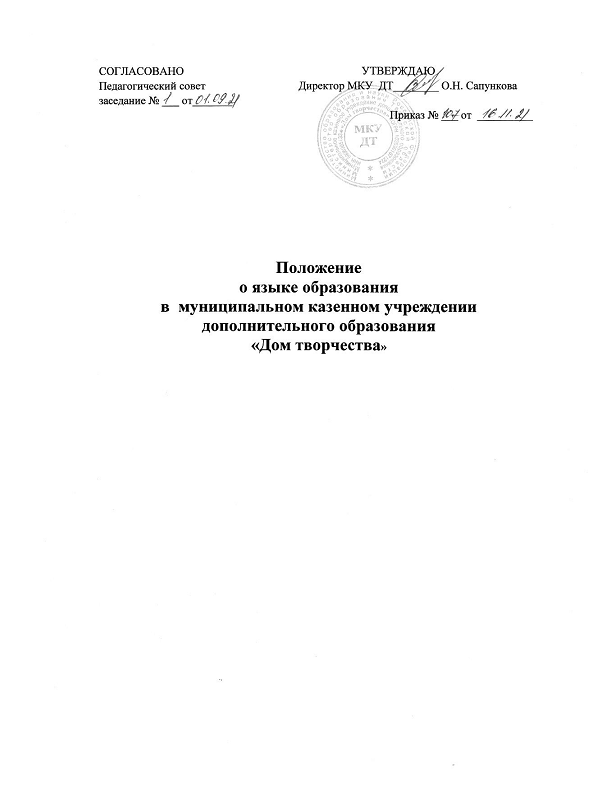 СОГЛАСОВАНО
Педагогический совет
заседание № 1 от 01.09.21
УТВЕРЖДАЮ
Директор МКУ ДТ О.Н. Сапункова
Приказ № 107 от 16.11.21
МКУ
ДТ
Положение
о языке образования
в муниципальном казенном учреждении
дополнительного образования
«Дом творчества»